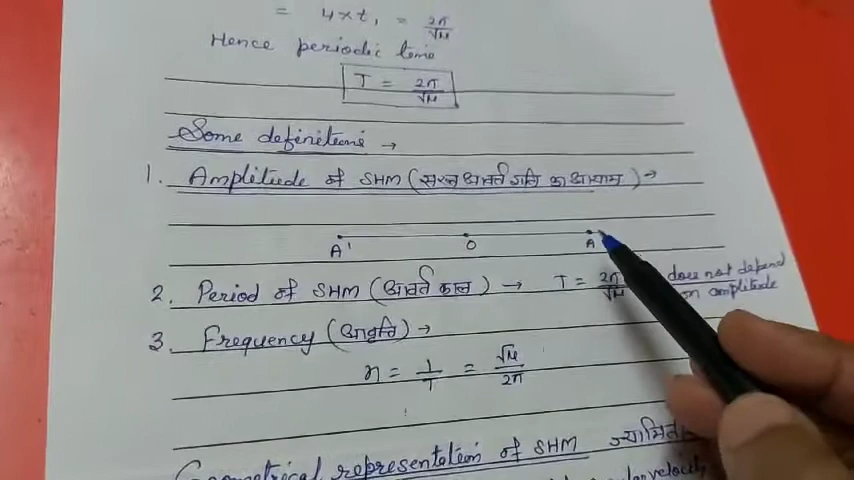 = 4 × t₁ = 2π/√μ
Hence periodic time
T = 2π/√μ
Some definitions →
1. Amplitude of SHM (सरल आवर्त गति का आयाम) →
A' O A
2. Period of SHM (आवर्त काल) → T = 2π/√μ does not depend
on amplitude
3. Frequency (आवृत्ति) →
n = 1/T = √μ/2π
Geometrical representation of SHM
velocity